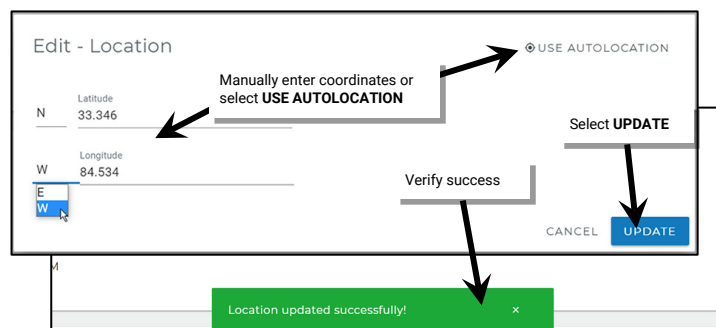 Edit - Location
USE AUTOLOCATION
Manually enter coordinates or
select USE AUTOLOCATION
Latitude
N 33.346
Select UPDATE
Longitude
W 84.534
E
W
Verify success
CANCEL UPDATE
M
Location updated successfully! ×